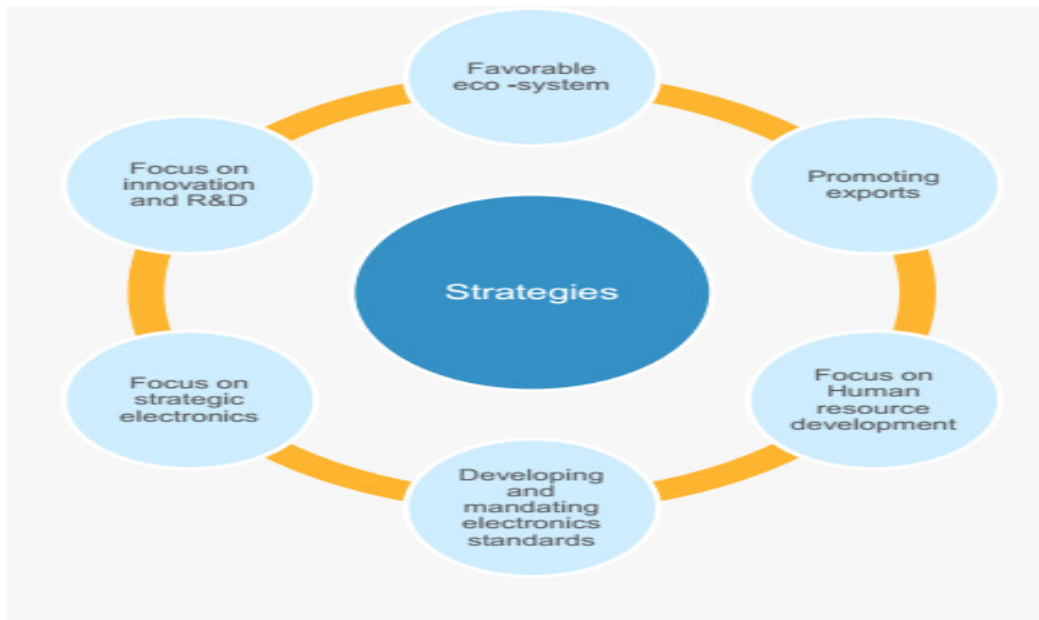 Favorable
eco -system
Promoting
exports
Focus on
Human
resource
development
Developing
and
mandating
electronics
standards
Focus on
strategic
electronics
Focus on
innovation
and R&D
Strategies